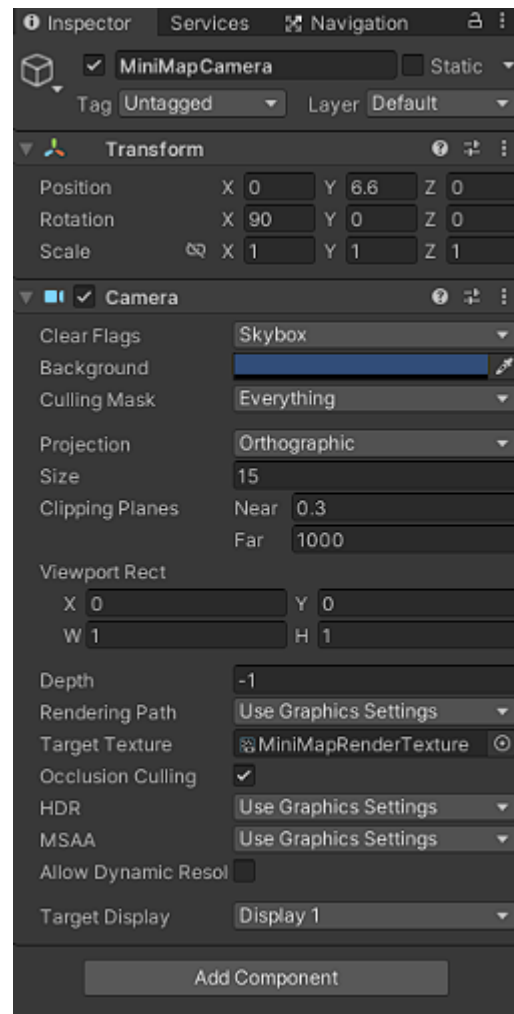 Inspector Services Navigation
MiniMapCamera Static
Tag Untagged Layer Default
Transform
Position X 0 Y 6.6 Z 0
Rotation X 90 Y 0 Z 0
Scale X 1 Y 1 Z 1
Camera
Clear Flags Skybox
Background
Culling Mask Everything
Projection Orthographic
Size 15
Clipping Planes Near 0.3
Far 1000
Viewport Rect
X 0 Y 0
W 1 H 1
Depth -1
Rendering Path Use Graphics Settings
Target Texture MiniMapRenderTexture
Occlusion Culling
HDR Use Graphics Settings
MSAA Use Graphics Settings
Allow Dynamic Resol
Target Display Display 1
Add Component